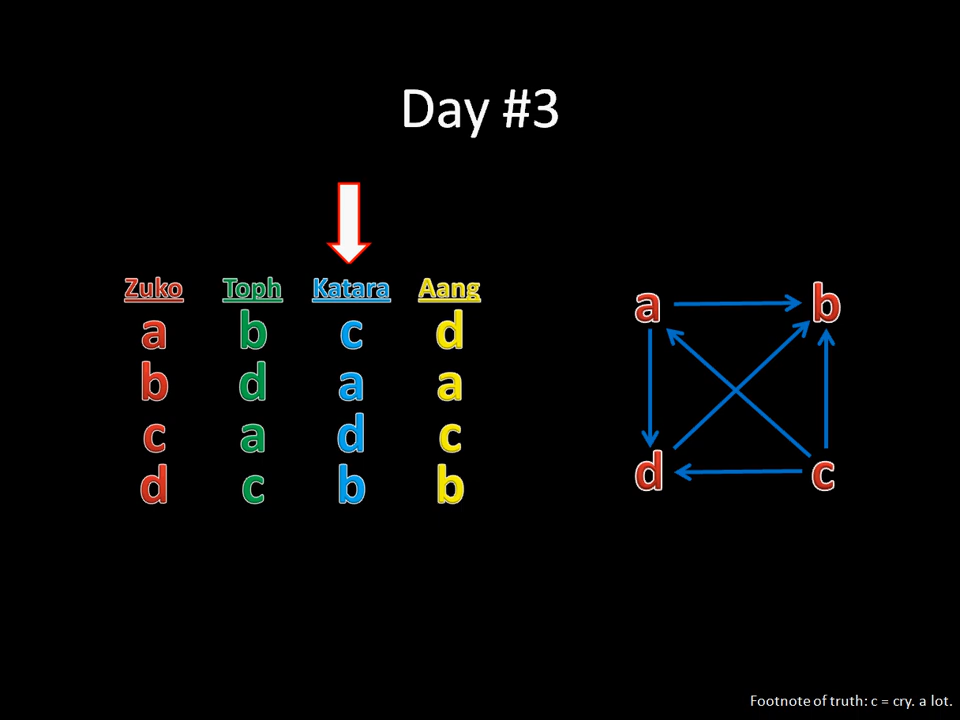 Day #3
Zuko Toph Katara Aang
a b c d
b d a a
c a d c
d c b b
a b
d c
Footnote of truth: c = cry. a lot.